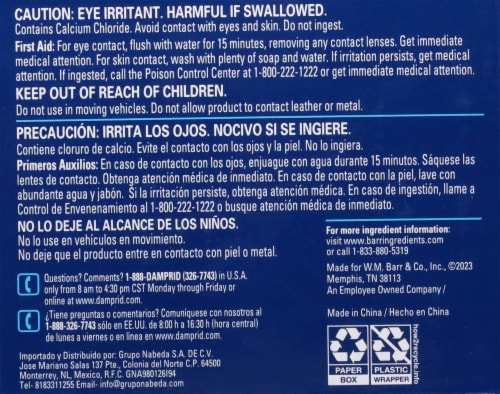 CAUTION: EYE IRRITANT. HARMFUL IF SWALLOWED.
Contains Calcium Chloride. Avoid contact with eyes and skin. Do not ingest.
First Aid: For eye contact, flush with water for 15 minutes, removing any contact lenses. Get immediate
medical attention. For skin contact, wash with plenty of soap and water. If irritation persists, get medical
attention. If ingested, call the Poison Control Center at 1-800-222-1222 or get immediate medical attention.
KEEP OUT OF REACH OF CHILDREN.
Do not use in moving vehicles. Do not allow product to contact leather or metal.
PRECAUCIÓN: IRRITA LOS OJOS. NOCIVO SI SE INGIERE.
Contiene cloruro de calcio. Evite el contacto con los ojos y la piel. No lo ingiera.
Primeros Auxilios: En caso de contacto con los ojos, enjuague con agua durante 15 minutos. Sáquese las
lentes de contacto. Obtenga atención médica de inmediato. En caso de contacto con la piel, lave con
abundante agua y jabón. Si la irritación persiste, obtenga atención médica. En caso de ingestión, llame a
Control de Envenenamiento al 1-800-222-1222 o busque atención médica de inmediato.
NO LO DEJE AL ALCANCE DE LOS NIÑOS.
No lo use en vehículos en movimiento.
No deje que el producto entre en contacto con piel o metal.
Questions? Comments? 1-888-DAMPRID (326-7743) in U.S.A.
only from 8 am to 4:30 pm CST Monday through Friday or
online at www.damprid.com.
¿Tiene preguntas o comentarios? Comuníquese con nosotros al
1-888-326-7743 sólo en EE.UU. de 8:00 h a 16:30 h (hora central)
de lunes a viernes o en línea en www.damprid.com.
Importado y Distribuido por: Grupo Nabeda S.A. DE C.V.
Jose Mariano Salas 137 Pte., Colonia del Norte C.P. 64500
Monterrey, NL, Mexico, R.F.C. GNA980126I94
Tel- 8183311255 Email- info@gruponabeda.com
For more ingredient information:
visit www.barringredients.com
or call 1-833-880-5319
Made for W.M. Barr & Co., Inc., ©2023
Memphis, TN 38113
An Employee Owned Company /
Made in China / Hecho en China
PAPER
BOX
PLASTIC
WRAPPER
how2recycle.info